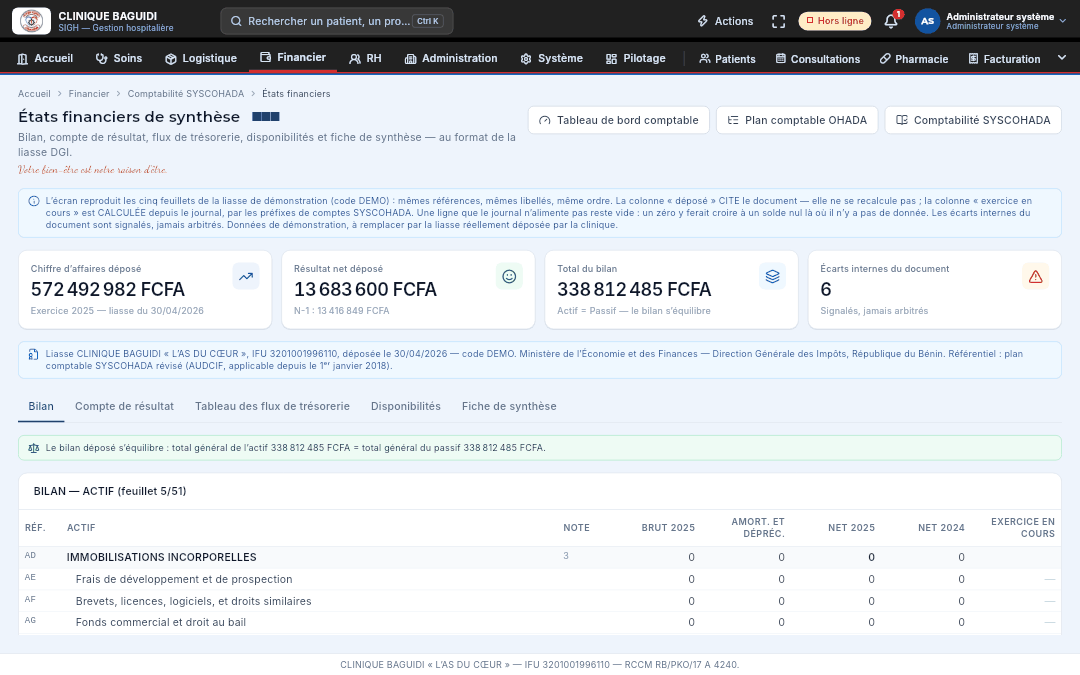 CLINIQUE BAGUIDI
SIGH — Gestion hospitalière
Rechercher un patient, un pro... Ctrl K
Actions
Hors ligne
1
AS
Administrateur système
Administrateur système
Accueil Soins Logistique Financier RH Administration Système Pilotage Patients Consultations Pharmacie Facturation
Accueil > Financier > Comptabilité SYSCOHADA > États financiers
États financiers de synthèse
Bilan, compte de résultat, flux de trésorerie, disponibilités et fiche de synthèse — au format de la
liasse DGI.
Votre bien-être est notre raison d'être.
Tableau de bord comptable
Plan comptable OHADA
Comptabilité SYSCOHADA
L'écran reproduit les cinq feuillets de la liasse de démonstration (code DEMO) : mêmes références, mêmes libellés, même ordre. La colonne « déposé » CITE le document — elle ne se recalcule pas ; la colonne « exercice en
cours » est CALCULÉE depuis le journal, par les préfixes de comptes SYSCOHADA. Une ligne que le journal n'alimente pas reste vide : un zéro y ferait croire à un solde nul là où il n'y a pas de donnée. Les écarts internes du
document sont signalés, jamais arbitrés. Données de démonstration, à remplacer par la liasse réellement déposée par la clinique.
Chiffre d'affaires déposé
572 492 982 FCFA
Exercice 2025 — liasse du 30/04/2026
Résultat net déposé
13 683 600 FCFA
N-1 : 13 416 849 FCFA
Total du bilan
338 812 485 FCFA
Actif = Passif — le bilan s'équilibre
Écarts internes du document
6
Signalés, jamais arbitrés
Liasse CLINIQUE BAGUIDI « L'AS DU CŒUR », IFU 3201001996110, déposée le 30/04/2026 — code DEMO. Ministère de l'Économie et des Finances — Direction Générale des Impôts, République du Bénin. Référentiel : plan
comptable SYSCOHADA révisé (AUDCIF, applicable depuis le 1ᵉʳ janvier 2018).
Bilan Compte de résultat Tableau des flux de trésorerie Disponibilités Fiche de synthèse
Le bilan déposé s'équilibre : total général de l'actif 338 812 485 FCFA = total général du passif 338 812 485 FCFA.
BILAN — ACTIF (feuillet 5/51)
RÉF. ACTIF NOTE BRUT 2025 AMORT. ET DÉPRÉC. NET 2025 NET 2024 EXERCICE EN COURS
AD IMMOBILISATIONS INCORPORELLES 3 0 0 0 0
AE Frais de développement et de prospection 0 0 0 0 —
AF Brevets, licences, logiciels, et droits similaires 0 0 0 0 —
AG Fonds commercial et droit au bail 0 0 0 0 —
CLINIQUE BAGUIDI « L'AS DU CŒUR » — IFU 3201001996110 — RCCM RB/PKO/17 A 4240.